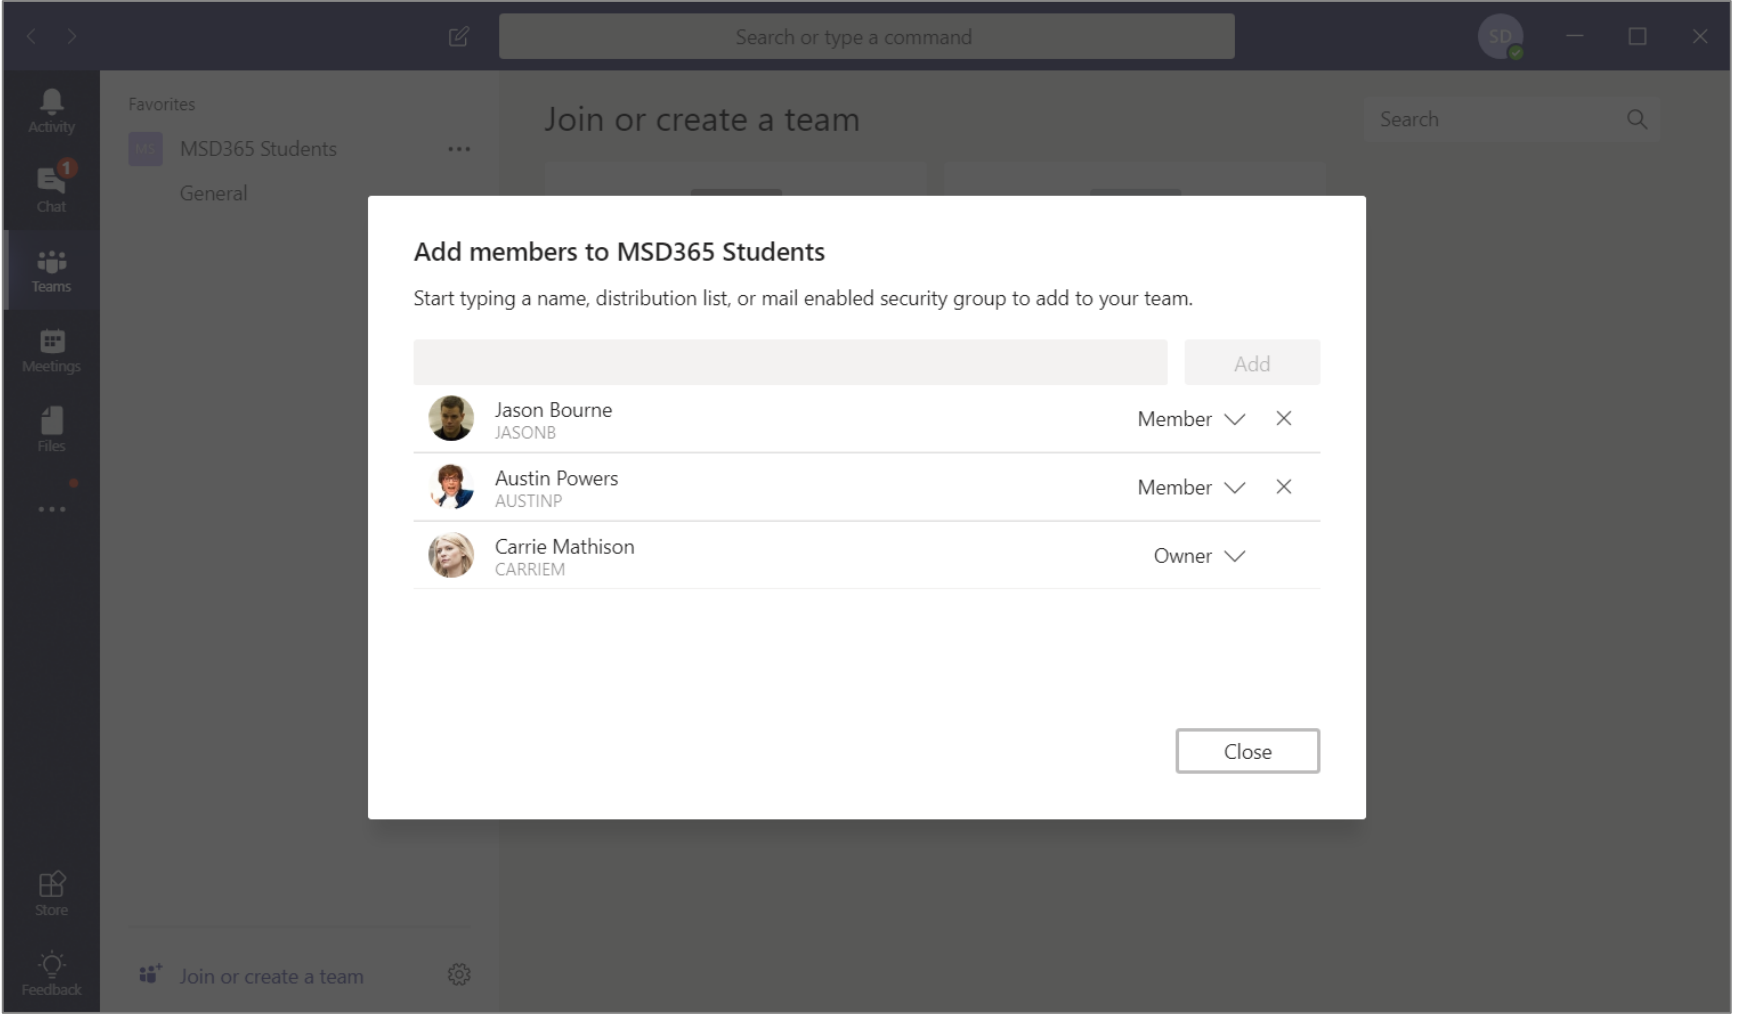 Search or type a command
SD
Activity
1
Chat
Teams
Meetings
Files
Store
Feedback
Favorites
MS
MSD365 Students
General
Join or create a team
Join or create a team
Search
Add members to MSD365 Students
Start typing a name, distribution list, or mail enabled security group to add to your team.
Add
Jason Bourne
JASONB
Member
Austin Powers
AUSTINP
Member
Carrie Mathison
CARRIEM
Owner
Close